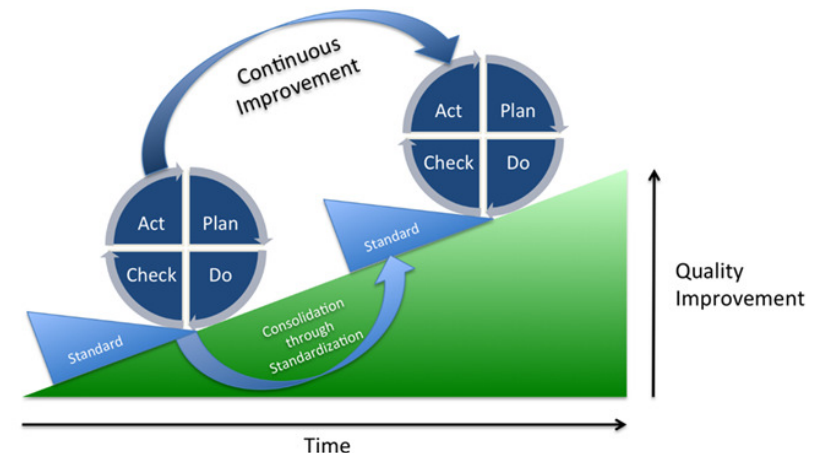 Continuous
Improvement
Act Plan
Check Do
Act Plan
Check Do
Standard
Standard
Consolidation
through
Standardization
Quality
Improvement
Time